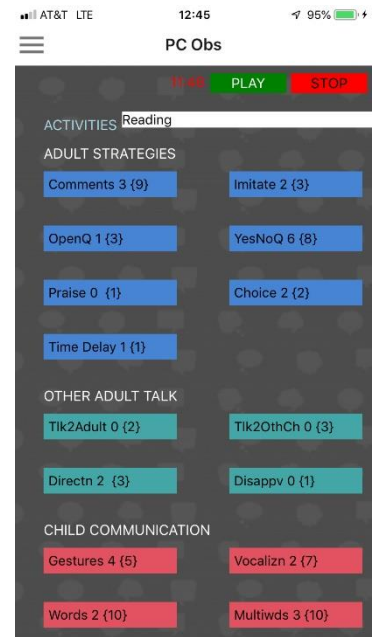 AT&T LTE 12:45 95%
PC Obs
PLAY STOP
ACTIVITIES Reading
ADULT STRATEGIES
Comments 3 {9} Imitate 2 {3}
OpenQ 1 {3} YesNoQ 6 {8}
Praise 0 {1} Choice 2 {2}
Time Delay 1 {1}
OTHER ADULT TALK
Tlk2Adult 0 {2} Tlk2OthCh 0 {3}
Directn 2 {3} Disappv 0 {1}
CHILD COMMUNICATION
Gestures 4 {5} Vocalizn 2 {7}
Words 2 {10} Multiwds 3 {10}